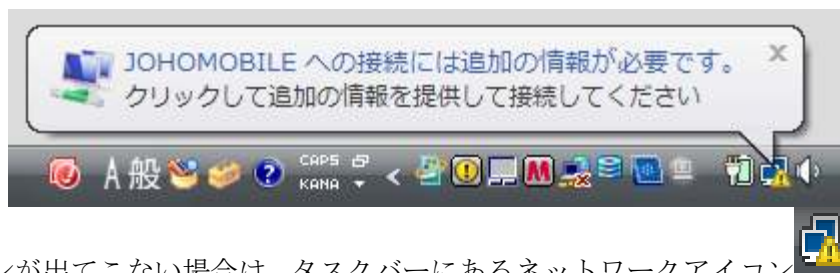 JOHOMOBILE への接続には追加の情報が必要です。
クリックして追加の情報を提供して接続してください
A 般 CAPS
KANA
が出てこない場合は、タスクバーにあるネットワークアイコン